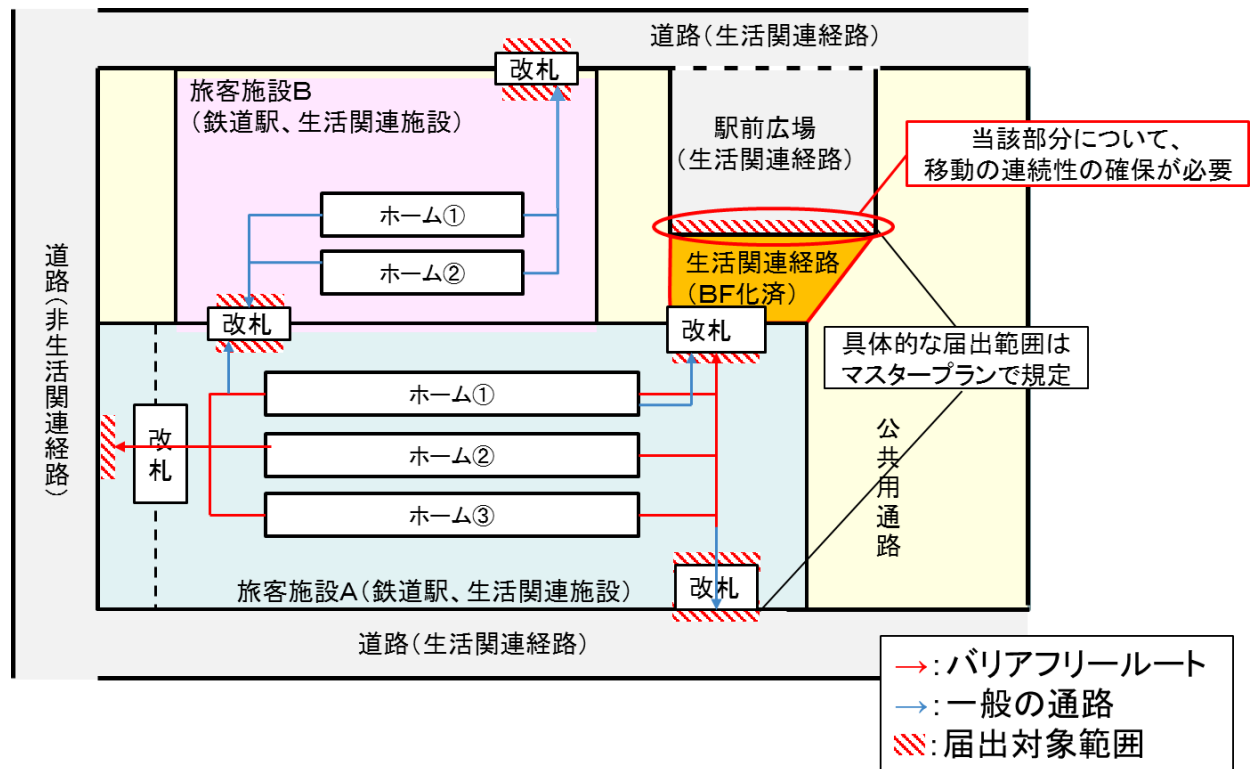 道路(生活関連経路)
改札
旅客施設B
(鉄道駅、生活関連施設)
駅前広場
(生活関連経路)
当該部分について、
移動の連続性の確保が必要
ホーム①
ホーム②
生活関連経路
(BF化済)
道路(非生活関連経路)
改札
改札
具体的な届出範囲は
マスタープランで規定
ホーム①
改札
ホーム②
ホーム③
公共用通路
旅客施設A(鉄道駅、生活関連施設)
改札
道路(生活関連経路)
→:バリアフリールート
→:一般の通路
:届出対象範囲